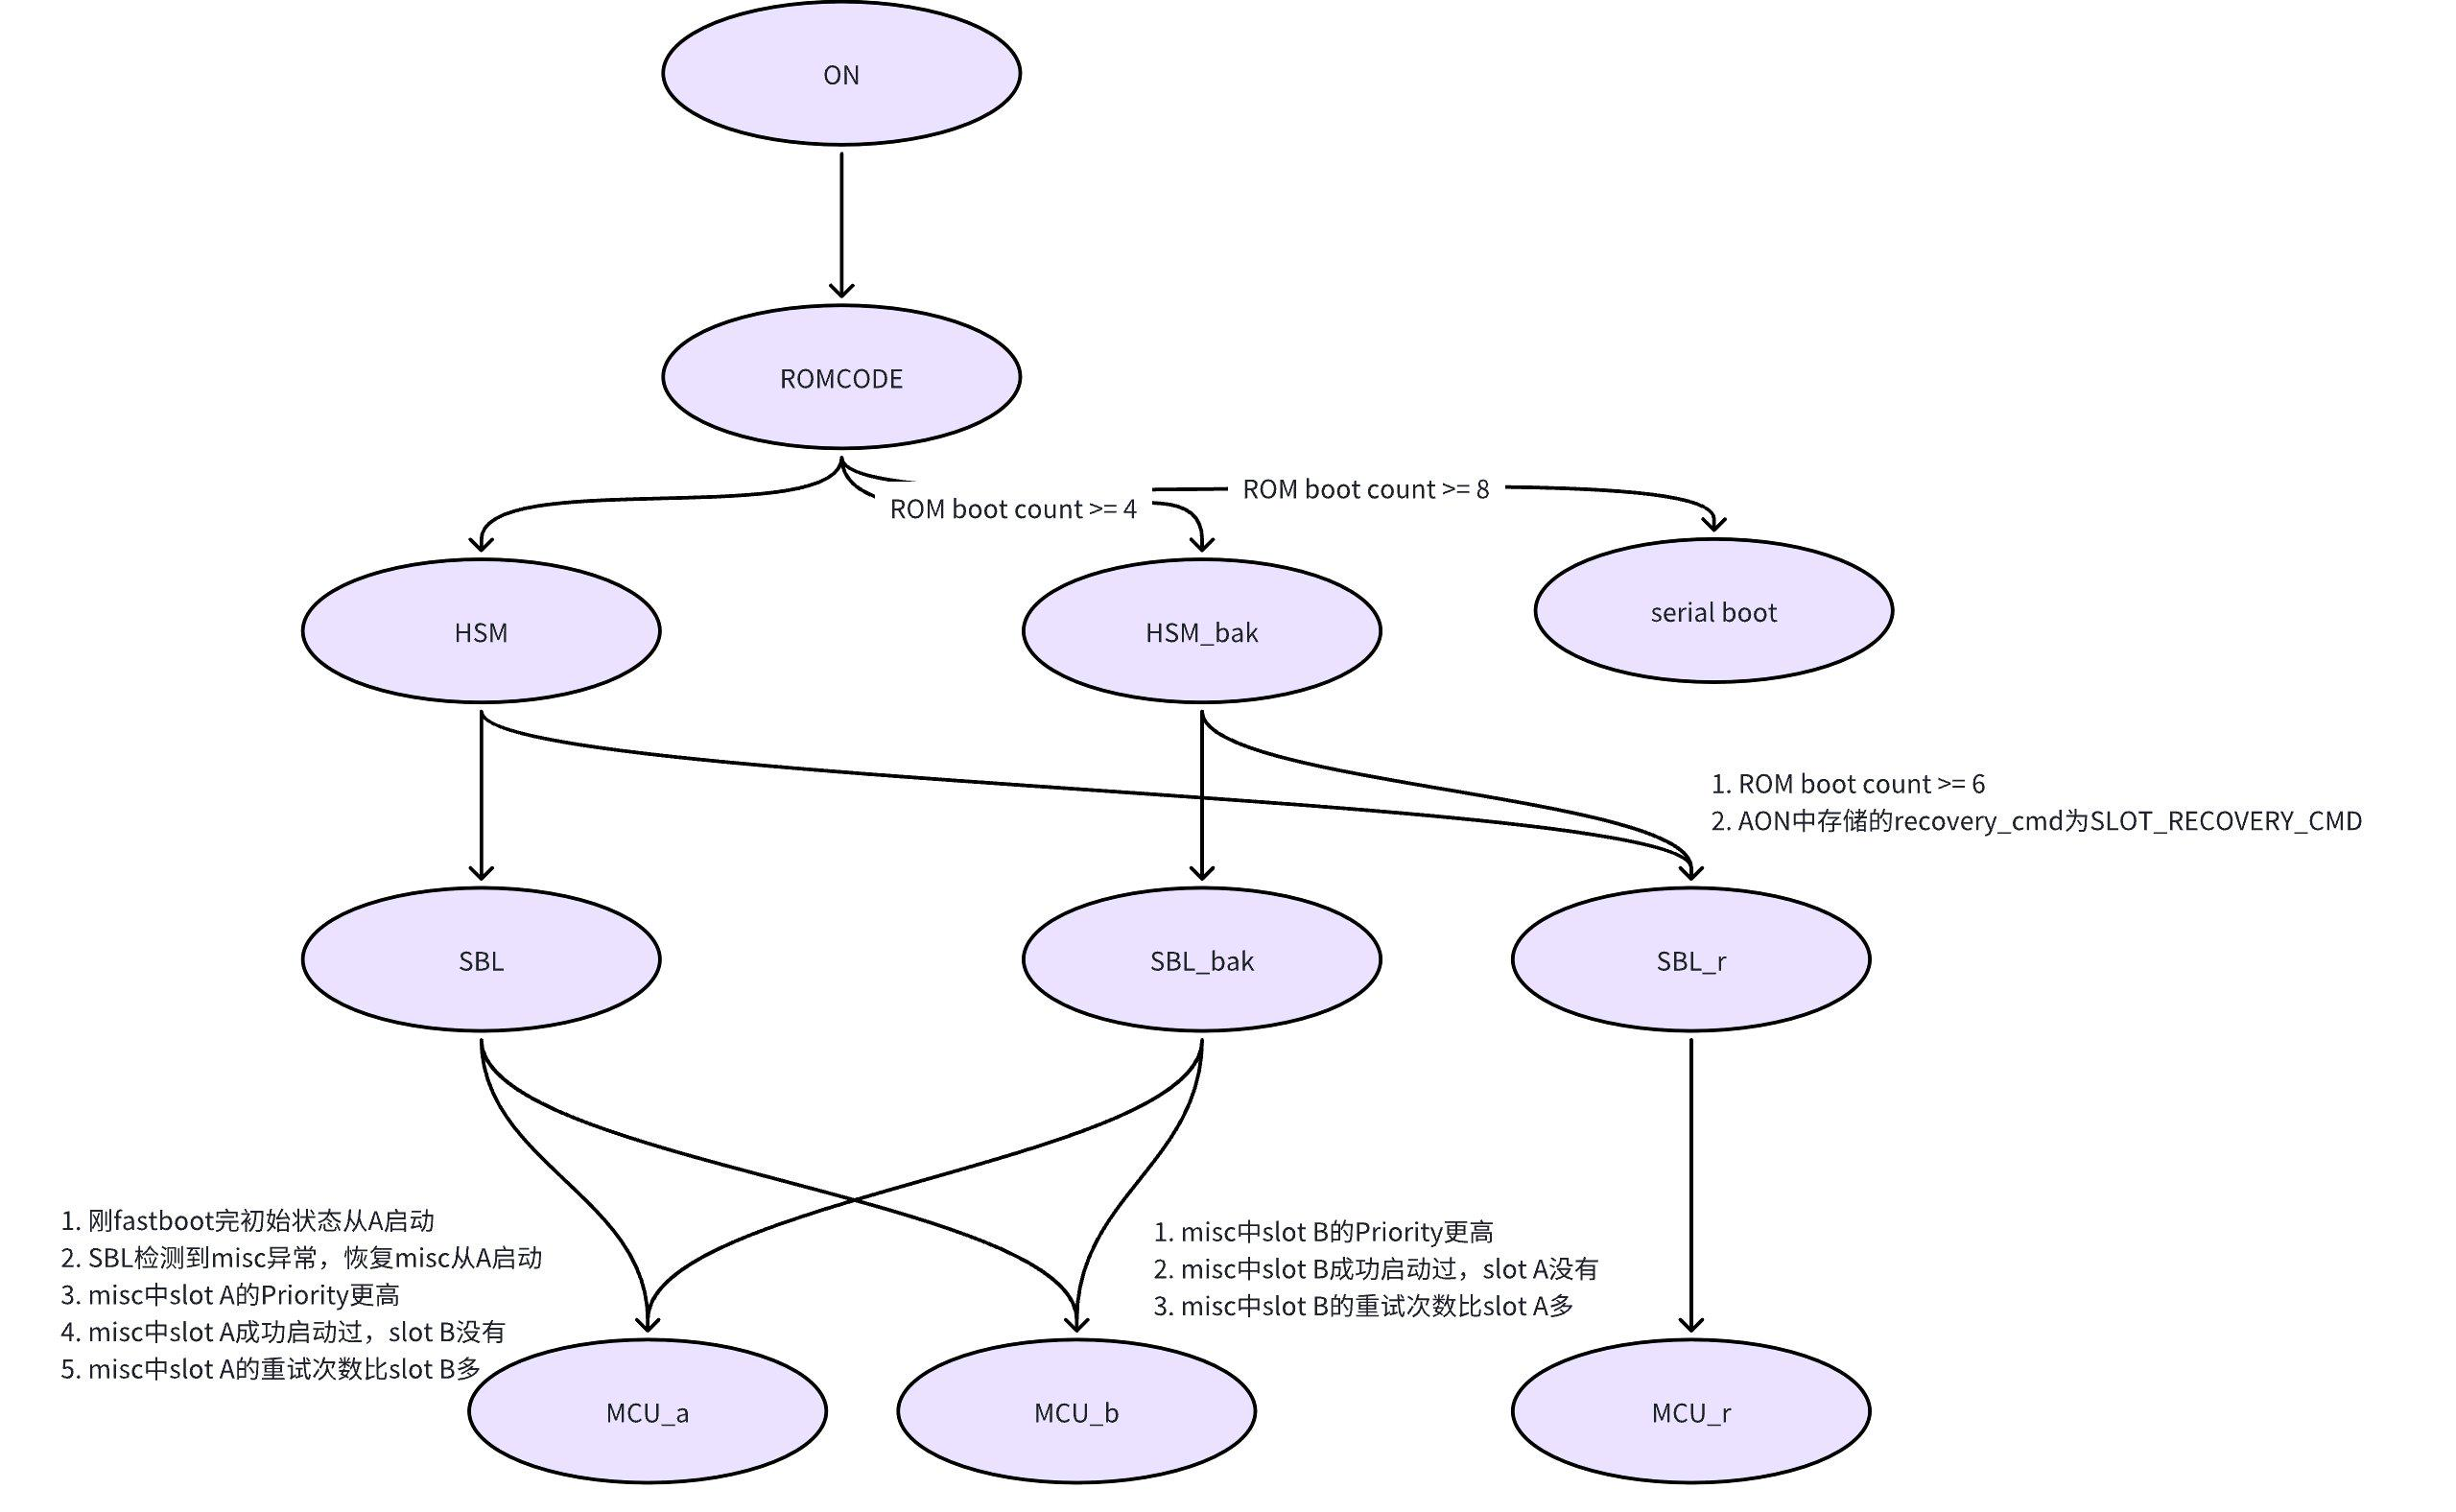 ON
ROMCODE
ROM boot count >= 8
ROM boot count >= 4
HSM
HSM_bak
serial boot
1. ROM boot count >= 6
2. AON中存储的recovery_cmd为SLOT_RECOVERY_CMD
SBL
SBL_bak
SBL_r
1. 刚fastboot完初始状态从A启动
2. SBL检测到misc异常，恢复misc从A启动
3. misc中slot A的Priority更高
4. misc中slot A成功启动过，slot B没有
5. misc中slot A的重试次数比slot B多
1. misc中slot B的Priority更高
2. misc中slot B成功启动过，slot A没有
3. misc中slot B的重试次数比slot A多
MCU_a
MCU_b
MCU_r